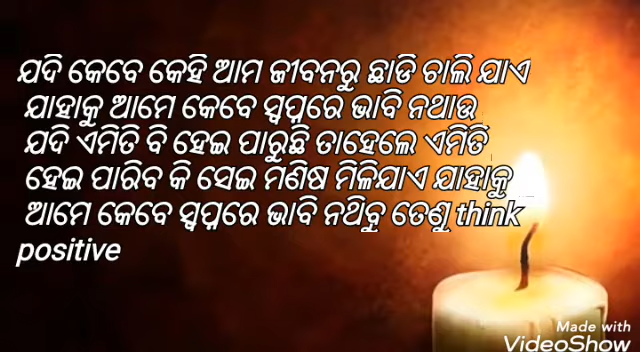 ଯଦି କେବେ କେହି ଆମ ଜୀବନରୁ ଛାଡି ଚାଲି ଯାଏ
ଯାହାକୁ ଆମେ କେବେ ସ୍ୱପ୍ନରେ ଭାବି ନଥାଉ
ଯଦି ଏମିତି ବି ହେଇ ପାରୁଛି ତାହେଲେ ଏମିତି
ହେଇ ପାରିବ କି ସେଇ ମଣିଷ ମିଳିଯାଏ ଯାହାକୁ
ଆମେ କେବେ ସ୍ୱପ୍ନରେ ଭାବି ନଥିବୁ ତେଣୁ think
positive
Made with
VideoShow